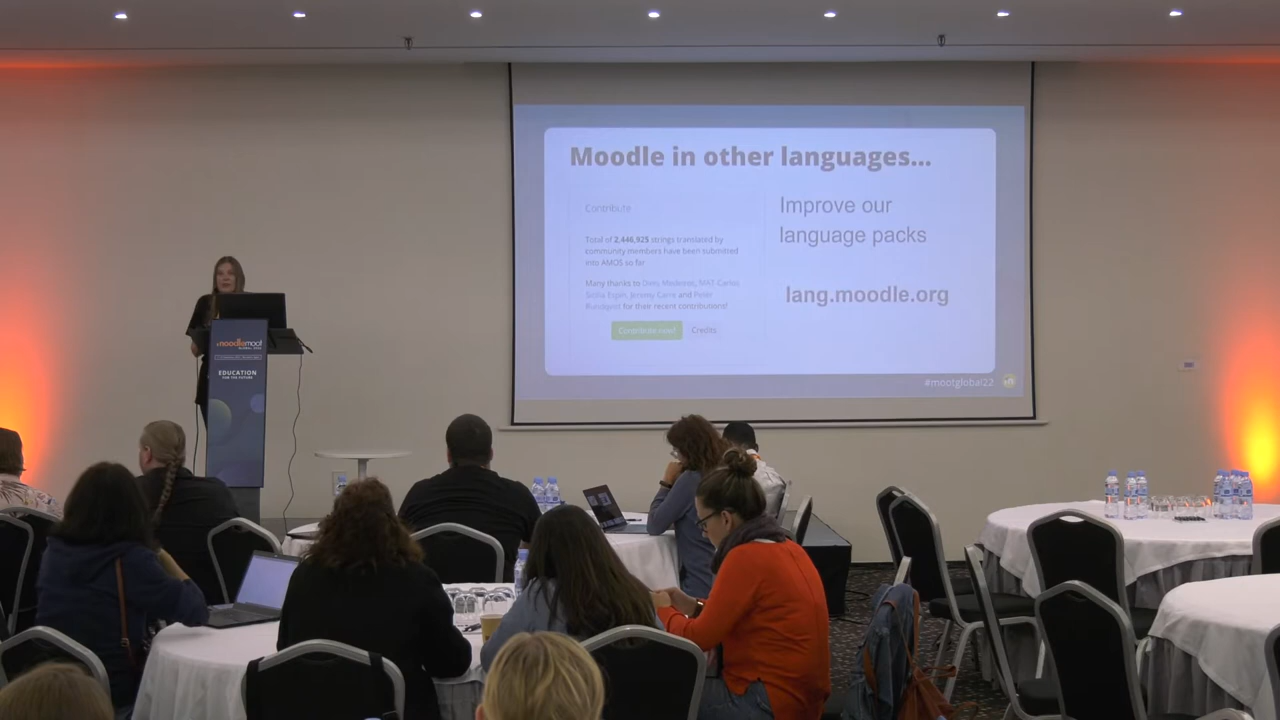 Moodle in other languages...
Contribute
Total of 2,446,925 strings translated by
community members have been submitted
into AMOS so far
Many thanks to
and
for their recent contributions!
Contribute now!
Credits
Improve our
language packs
lang.moodle.org
#mootglobal22
moodlemoot
EDUCATION
FOR THE FUTURE